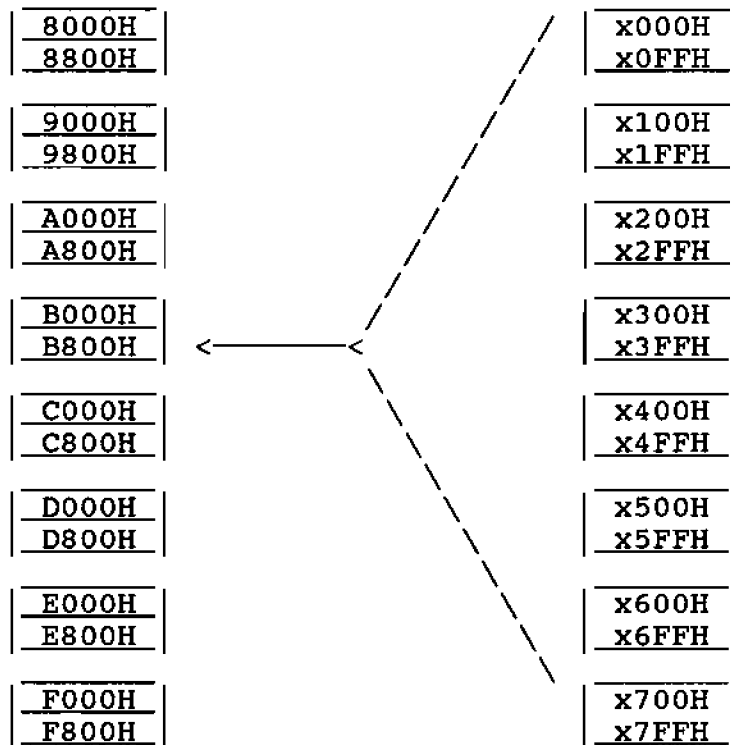 8000H x000H
8800H x0FFH
9000H x100H
9800H x1FFH
A000H x200H
A800H x2FFH
B000H x300H
B800H <———< x3FFH
C000H x400H
C800H x4FFH
D000H x500H
D800H x5FFH
E000H x600H
E800H x6FFH
F000H x700H
F800H x7FFH